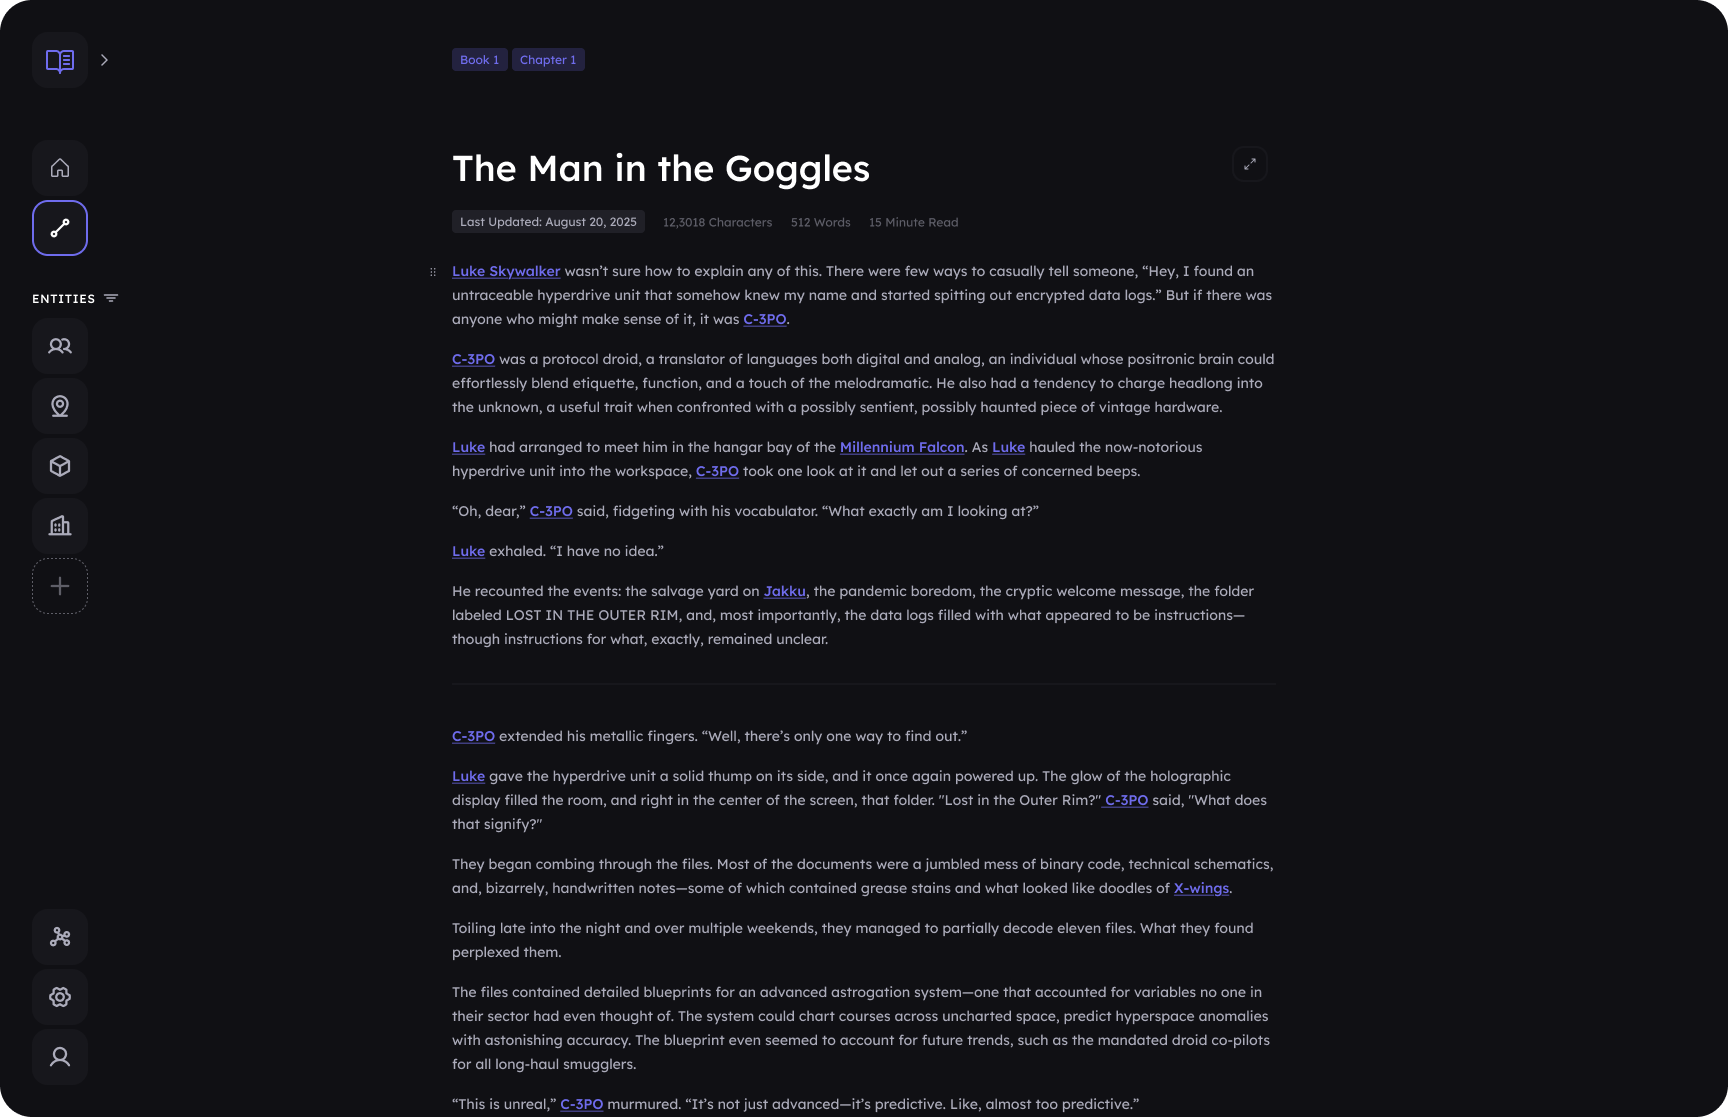 Book 1 Chapter 1
The Man in the Goggles
Last Updated: August 20, 2025 12,3018 Characters 512 Words 15 Minute Read
ENTITIES
Luke Skywalker wasn’t sure how to explain any of this. There were few ways to casually tell someone, “Hey, I found an
untraceable hyperdrive unit that somehow knew my name and started spitting out encrypted data logs.” But if there was
anyone who might make sense of it, it was C-3PO.
C-3PO was a protocol droid, a translator of languages both digital and analog, an individual whose positronic brain could
effortlessly blend etiquette, function, and a touch of the melodramatic. He also had a tendency to charge headlong into
the unknown, a useful trait when confronted with a possibly sentient, possibly haunted piece of vintage hardware.
Luke had arranged to meet him in the hangar bay of the Millennium Falcon. As Luke hauled the now-notorious
hyperdrive unit into the workspace, C-3PO took one look at it and let out a series of concerned beeps.
“Oh, dear,” C-3PO said, fidgeting with his vocabulator. “What exactly am I looking at?”
Luke exhaled. “I have no idea.”
He recounted the events: the salvage yard on Jakku, the pandemic boredom, the cryptic welcome message, the folder
labeled LOST IN THE OUTER RIM, and, most importantly, the data logs filled with what appeared to be instructions—
though instructions for what, exactly, remained unclear.
C-3PO extended his metallic fingers. “Well, there’s only one way to find out.”
Luke gave the hyperdrive unit a solid thump on its side, and it once again powered up. The glow of the holographic
display filled the room, and right in the center of the screen, that folder. "Lost in the Outer Rim?" C-3PO said, "What does
that signify?"
They began combing through the files. Most of the documents were a jumbled mess of binary code, technical schematics,
and, bizarrely, handwritten notes—some of which contained grease stains and what looked like doodles of X-wings.
Toiling late into the night and over multiple weekends, they managed to partially decode eleven files. What they found
perplexed them.
The files contained detailed blueprints for an advanced astrogation system—one that accounted for variables no one in
their sector had even thought of. The system could chart courses across uncharted space, predict hyperspace anomalies
with astonishing accuracy. The blueprint even seemed to account for future trends, such as the mandated droid co-pilots
for all long-haul smugglers.
“This is unreal,” C-3PO murmured. “It’s not just advanced—it’s predictive. Like, almost too predictive.”